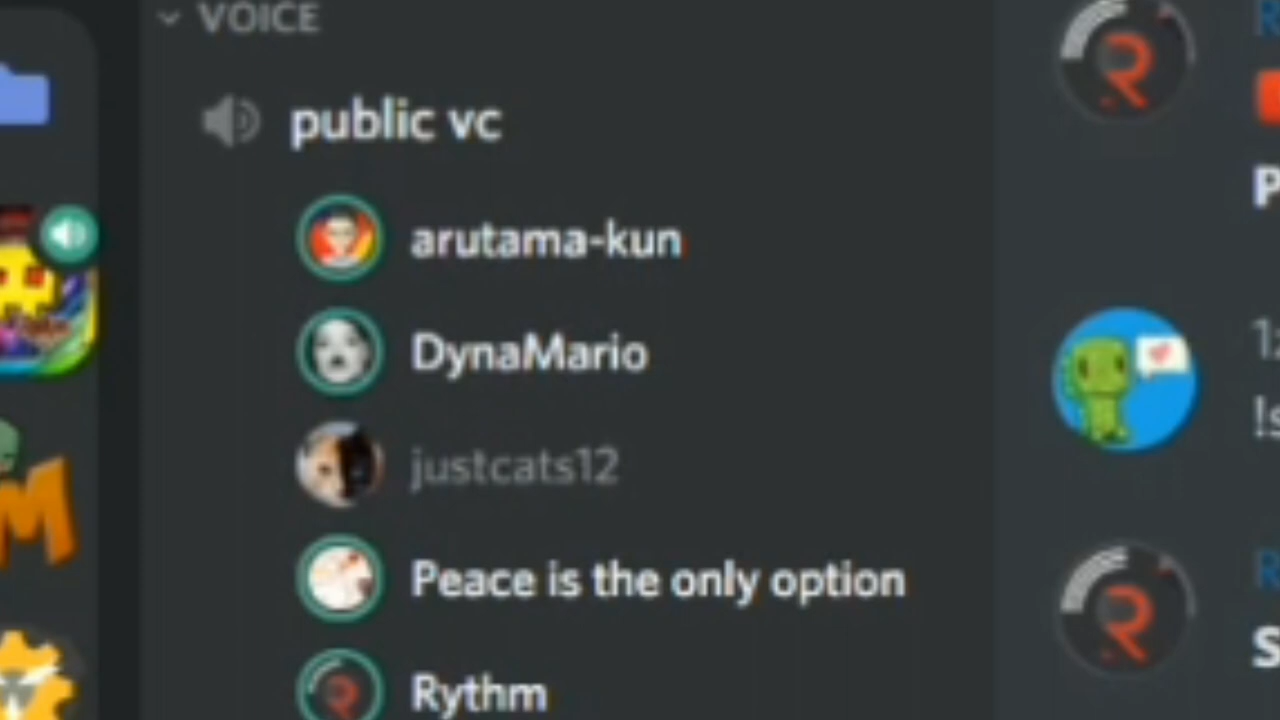 VOICE
public vc
arutama-kun
DynaMario
justcats12
Peace is the only option
Rythm